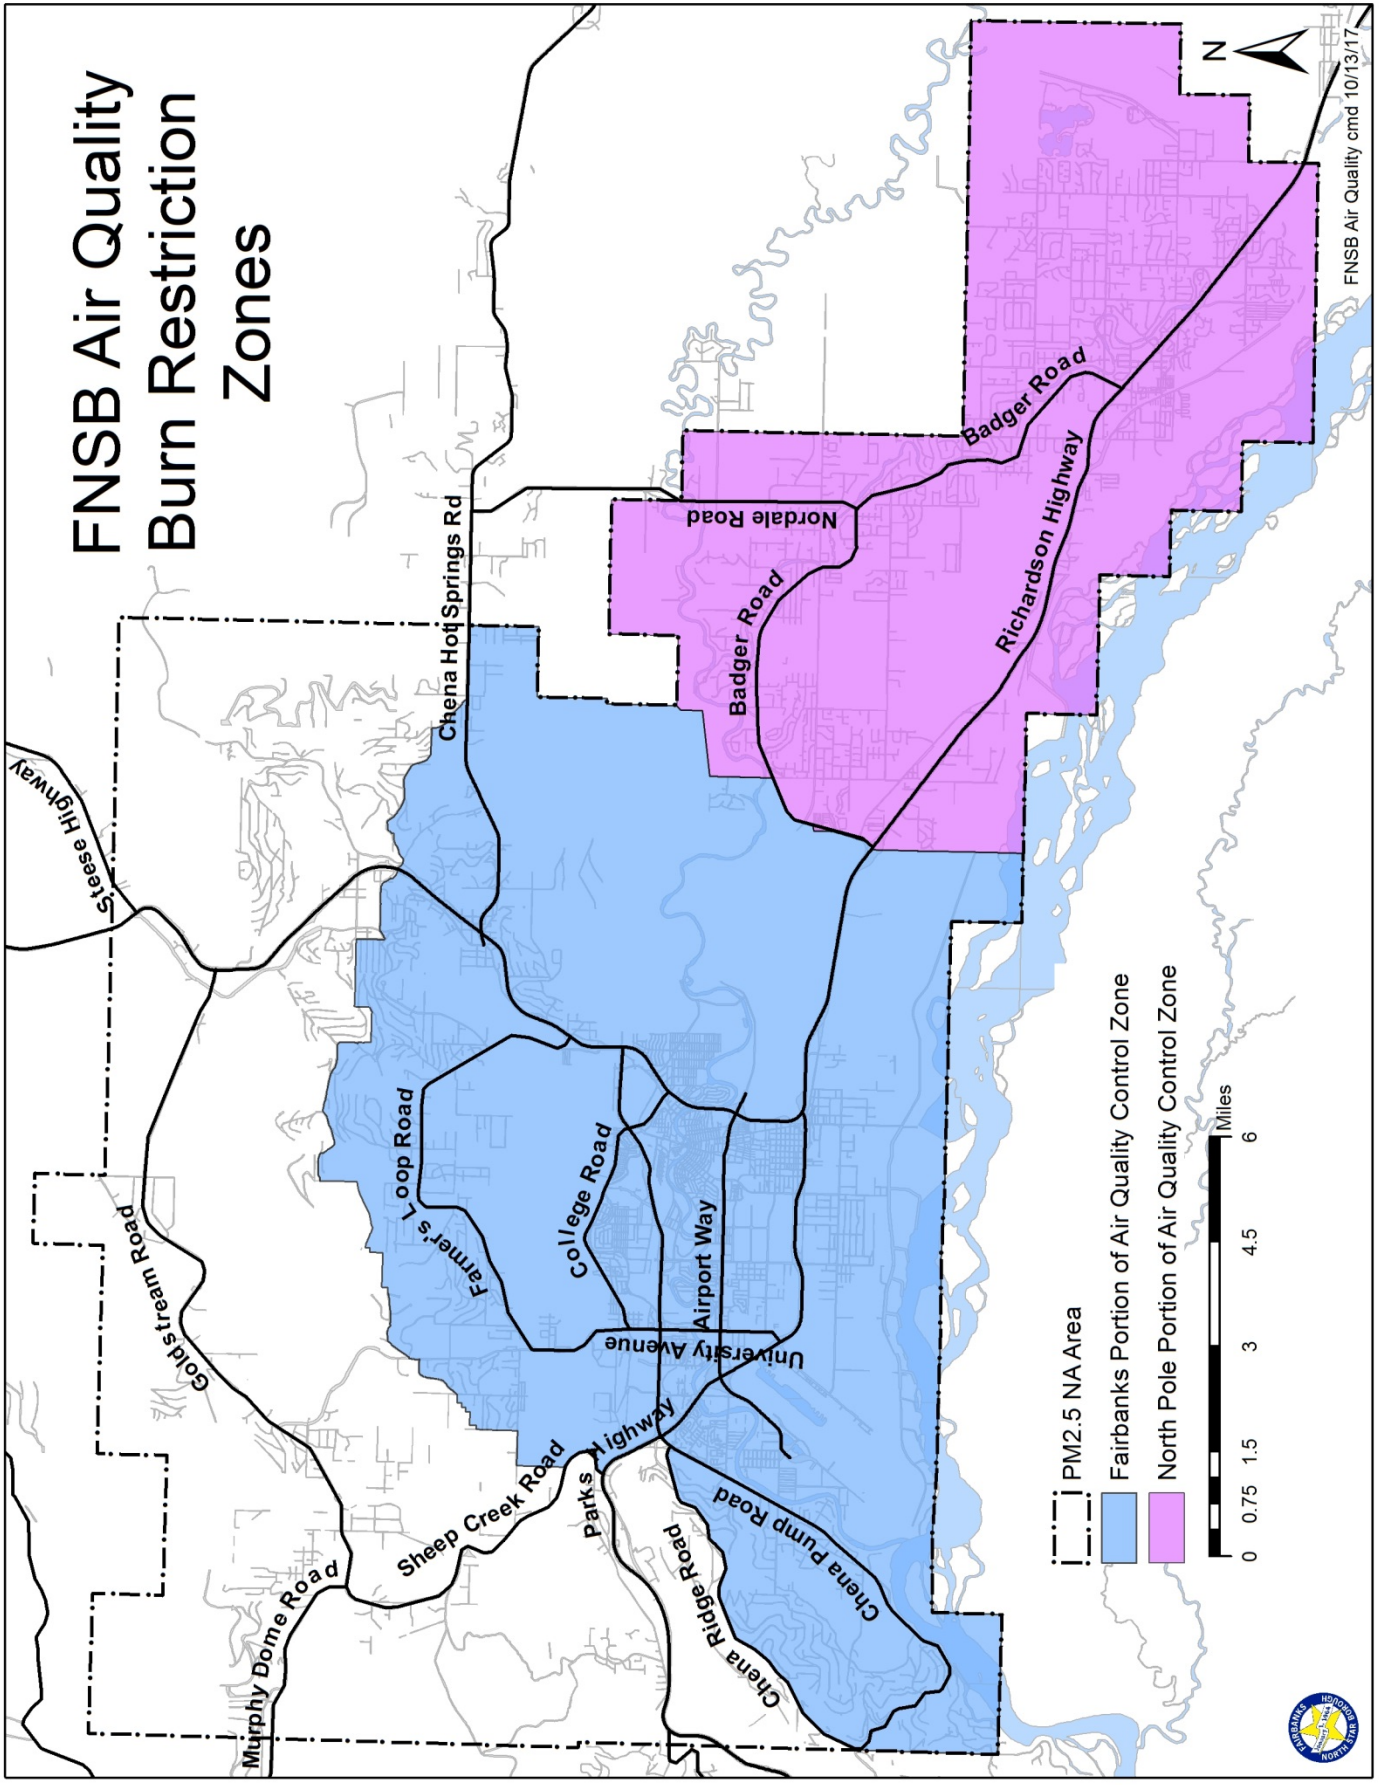 FNSB Air Quality
Burn Restriction
Zones
N
Steese Highway
Goldstream Road
Murphy Dome Road
Sheep Creek Road
Chena Hot Springs Rd
Farmer's Loop Road
College Road
University Avenue
Airport Way
Parks Highway
Chena Ridge Road
Chena Pump Road
Nordale Road
Badger Road
Badger Road
Richardson Highway
PM2.5 NA Area
Fairbanks Portion of Air Quality Control Zone
North Pole Portion of Air Quality Control Zone
0 0.75 1.5 3 4.5 6
Miles
FAIRBANKS
NORTH STAR BOROUGH
FNSB Air Quality cmd 10/13/17